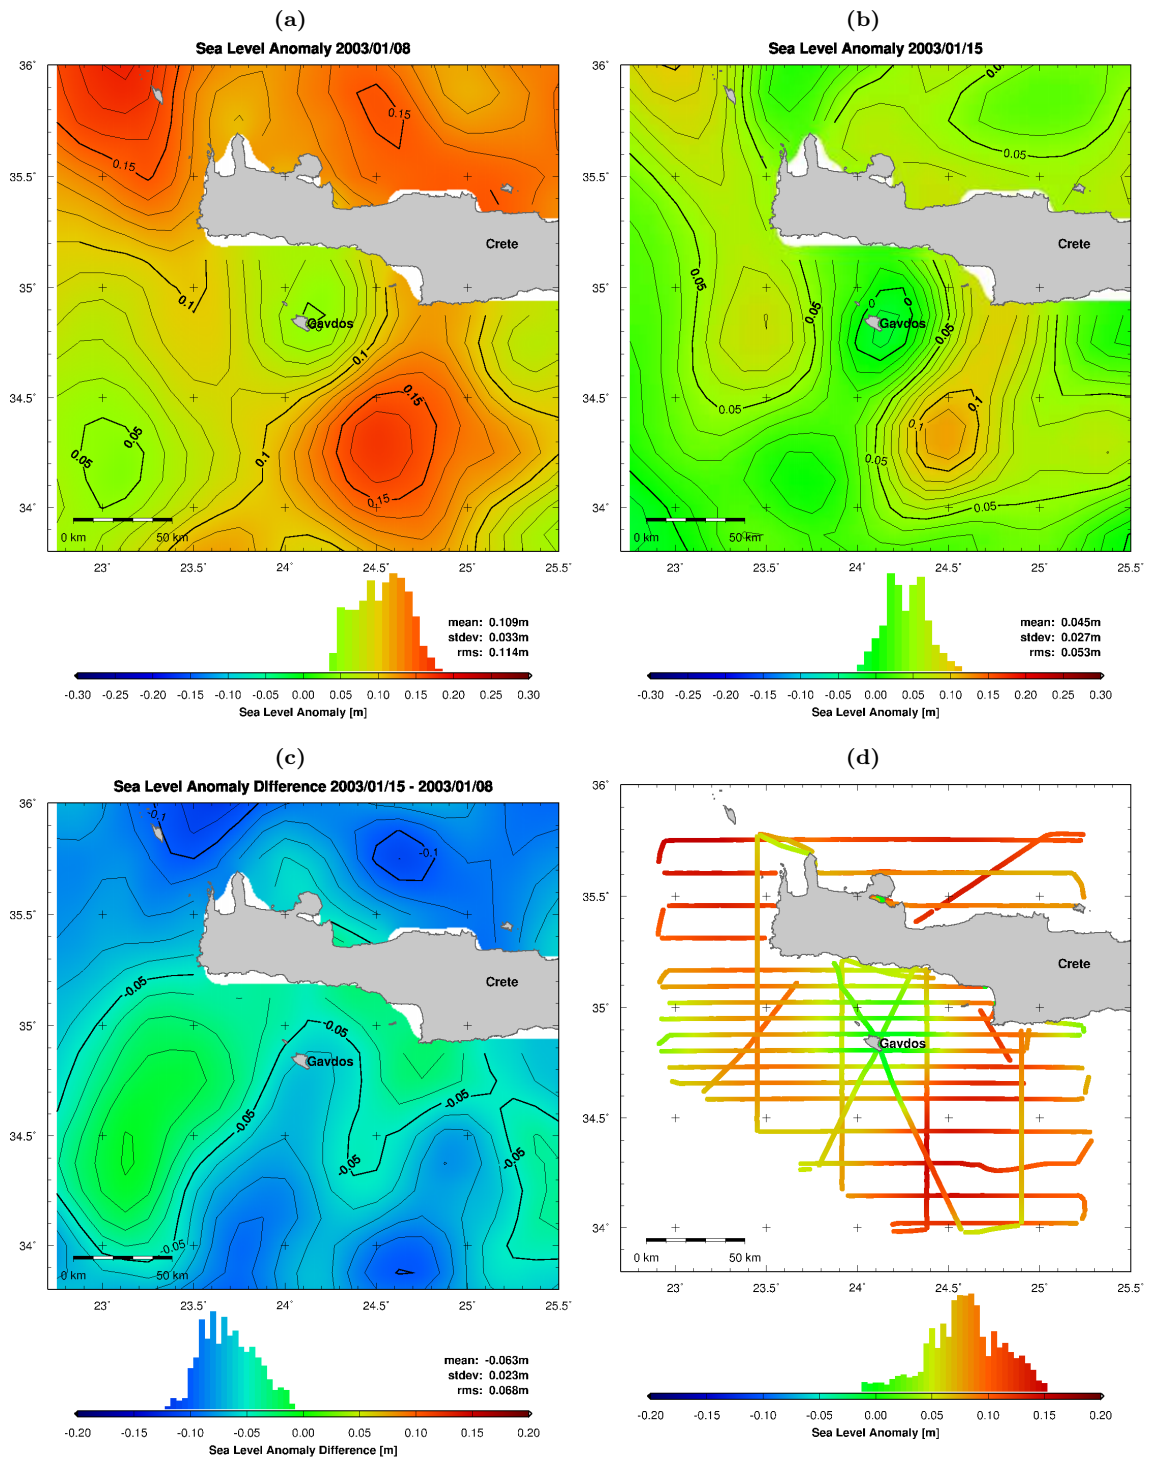 (a)
Sea Level Anomaly 2003/01/08
36°
35.5°
35°
34.5°
34°
0.15
0.15
Crete
0.1
Gavdos
0.1
0.15
0.05
0.05
0.1
0.15
0 km 50 km
23° 23.5° 24° 24.5° 25° 25.5°
mean: 0.109m
stdev: 0.033m
rms: 0.114m
-0.30 -0.25 -0.20 -0.15 -0.10 -0.05 0.00 0.05 0.10 0.15 0.20 0.25 0.30
Sea Level Anomaly [m]
(b)
Sea Level Anomaly 2003/01/15
36°
35.5°
35°
34.5°
34°
0.05
Crete
0.05
0.05
0
0
Gavdos
0.05
0.05
0.1
0.1
0.05
0.05
0 km 50 km
23° 23.5° 24° 24.5° 25° 25.5°
mean: 0.045m
stdev: 0.027m
rms: 0.053m
-0.30 -0.25 -0.20 -0.15 -0.10 -0.05 0.00 0.05 0.10 0.15 0.20 0.25 0.30
Sea Level Anomaly [m]
(c)
Sea Level Anomaly Difference 2003/01/15 - 2003/01/08
36°
35.5°
35°
34.5°
34°
-0.1
-0.1
Crete
-0.05
-0.05
Gavdos
-0.05
-0.05
-0.05
-0.05
-0.05
0 km 50 km
23° 23.5° 24° 24.5° 25° 25.5°
mean: -0.063m
stdev: 0.023m
rms: 0.068m
-0.20 -0.15 -0.10 -0.05 0.00 0.05 0.10 0.15 0.20
Sea Level Anomaly Difference [m]
(d)
36°
35.5°
35°
34.5°
34°
Crete
Gavdos
0 km 50 km
23° 23.5° 24° 24.5° 25° 25.5°
-0.20 -0.15 -0.10 -0.05 0.00 0.05 0.10 0.15 0.20
Sea Level Anomaly [m]